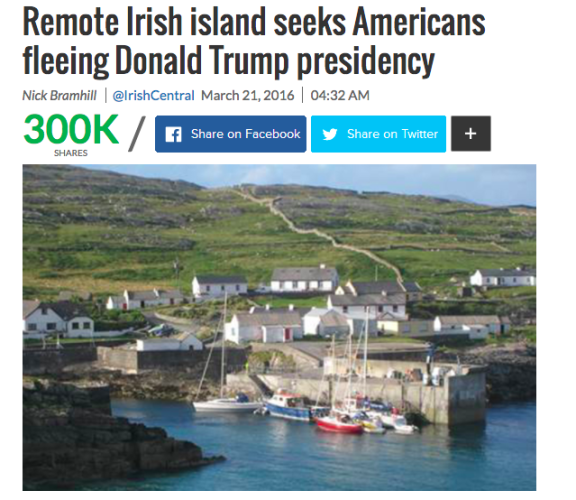 Remote Irish island seeks Americans
fleeing Donald Trump presidency
Nick Bramhill | @IrishCentral March 21, 2016 | 04:32 AM
300K / Share on Facebook Share on Twitter +
SHARES